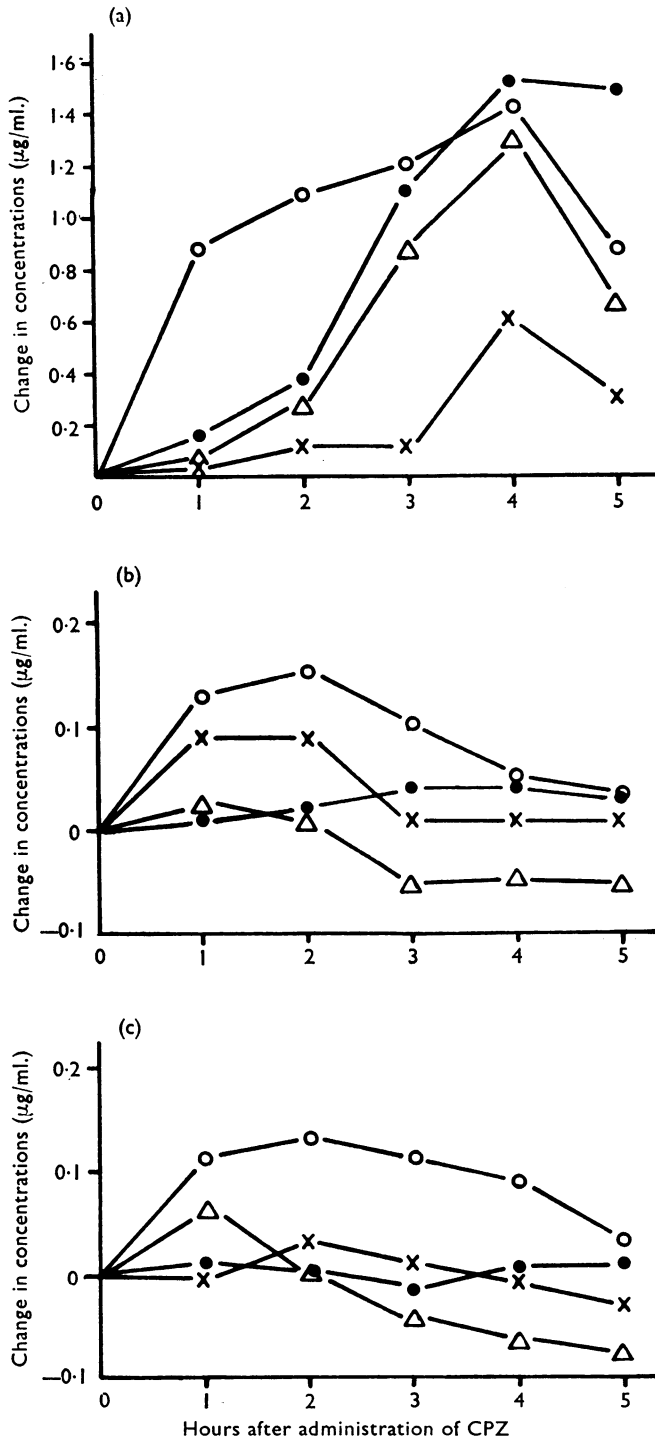 (a)
Change in concentrations (µg/ml.)
1·6
1·4
1·2
1·0
0·8
0·6
0·4
0·2
0 1 2 3 4 5
(b)
Change in concentrations (µg/ml.)
0·2
0·1
0
—0·1
0 1 2 3 4 5
(c)
Change in concentrations (µg/ml.)
0·2
0·1
0
—0·1
0 1 2 3 4 5
Hours after administration of CPZ